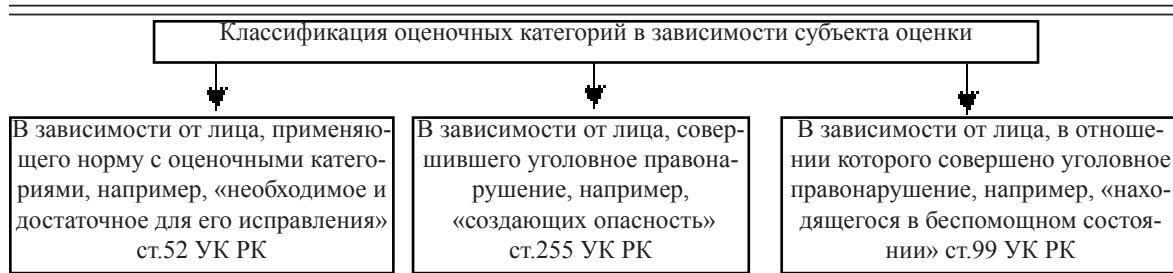 Классификация оценочных категорий в зависимости субъекта оценки
В зависимости от лица, применяю-
щего норму с оценочными катего-
риями, например, «необходимое и
достаточное для его исправления»
ст.52 УК РК
В зависимости от лица, совер-
шившего уголовное правона-
рушение, например,
«создающих опасность»
ст.255 УК РК
В зависимости от лица, в отноше-
нии которого совершено уголовное
правонарушение, например, «нахо-
дящегося в беспомощном состоя-
нии» ст.99 УК РК